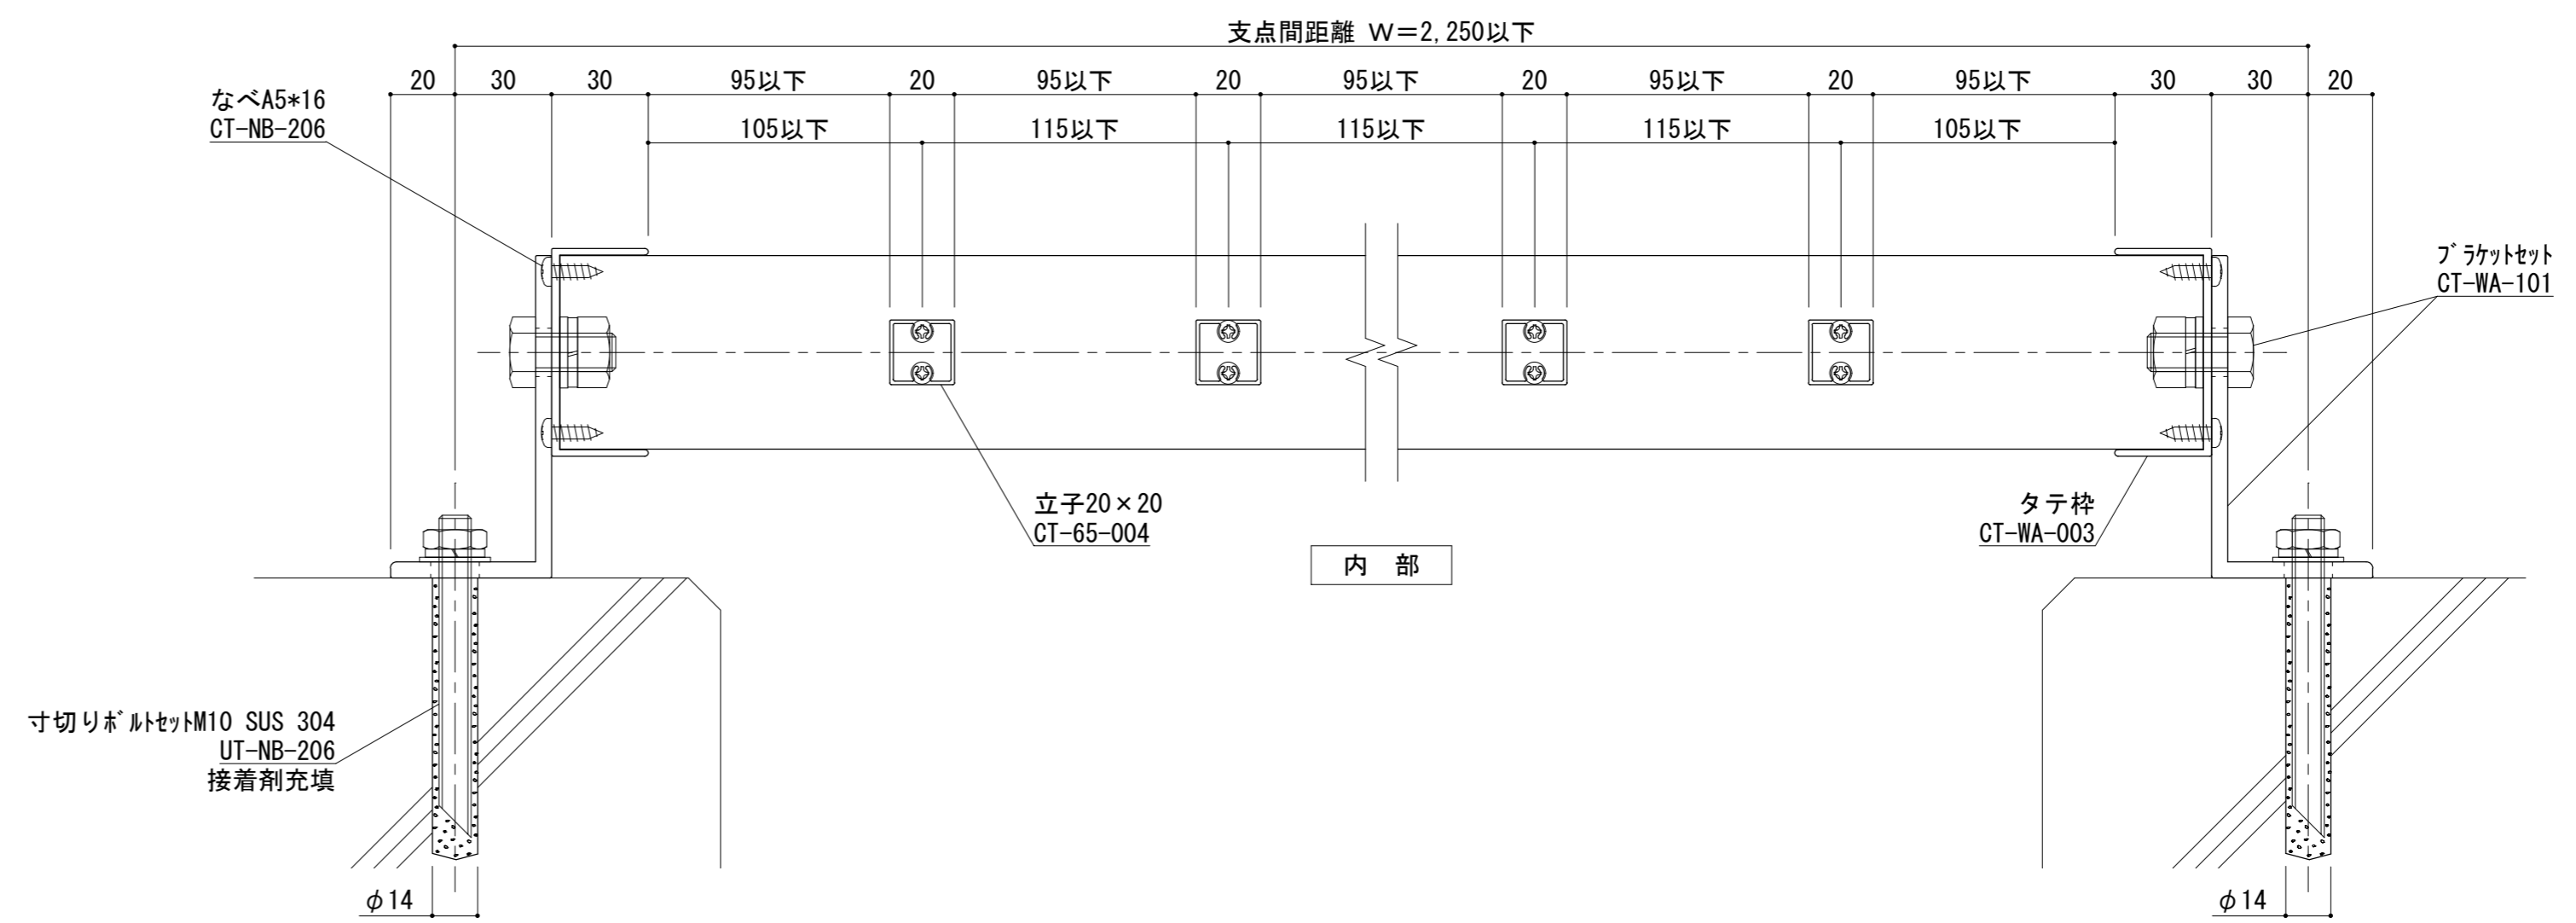 支点間距離 W=2,250以下
20 30 30 95以下 20 95以下 20 95以下 20 95以下 20 95以下 30 30 20
なべA5*16
CT-NB-206
105以下 115以下 115以下 115以下 105以下
ﾌﾞﾗｹｯﾄｾｯﾄ
CT-WA-101
立子20×20
CT-65-004
タテ枠
CT-WA-003
内 部
寸切りﾎﾞﾙﾄｾｯﾄM10 SUS 304
UT-NB-206
接着剤充填
φ14 φ14